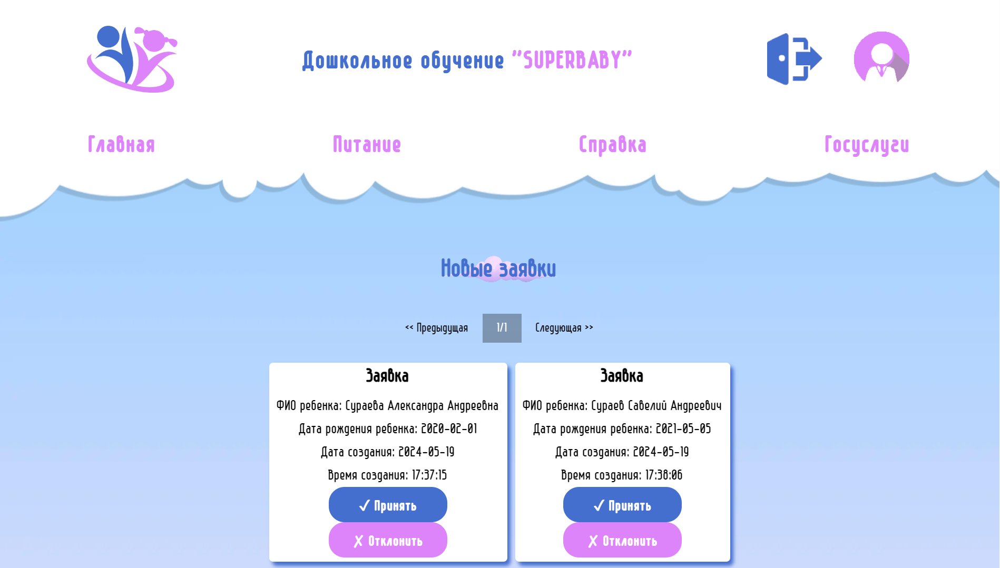 Дошкольное обучение "SUPERBABY"
Главная Питание Справка Госуслуги
Новые заявки
<< Предыдущая 1/1 Следующая >>
Заявка
ФИО ребенка: Сураева Александра Андреевна
Дата рождения ребенка: 2020-02-01
Дата создания: 2024-05-19
Время создания: 17:37:15
✓ Принять
✗ Отклонить
Заявка
ФИО ребенка: Сураев Савелий Андреевич
Дата рождения ребенка: 2021-05-05
Дата создания: 2024-05-19
Время создания: 17:38:06
✓ Принять
✗ Отклонить